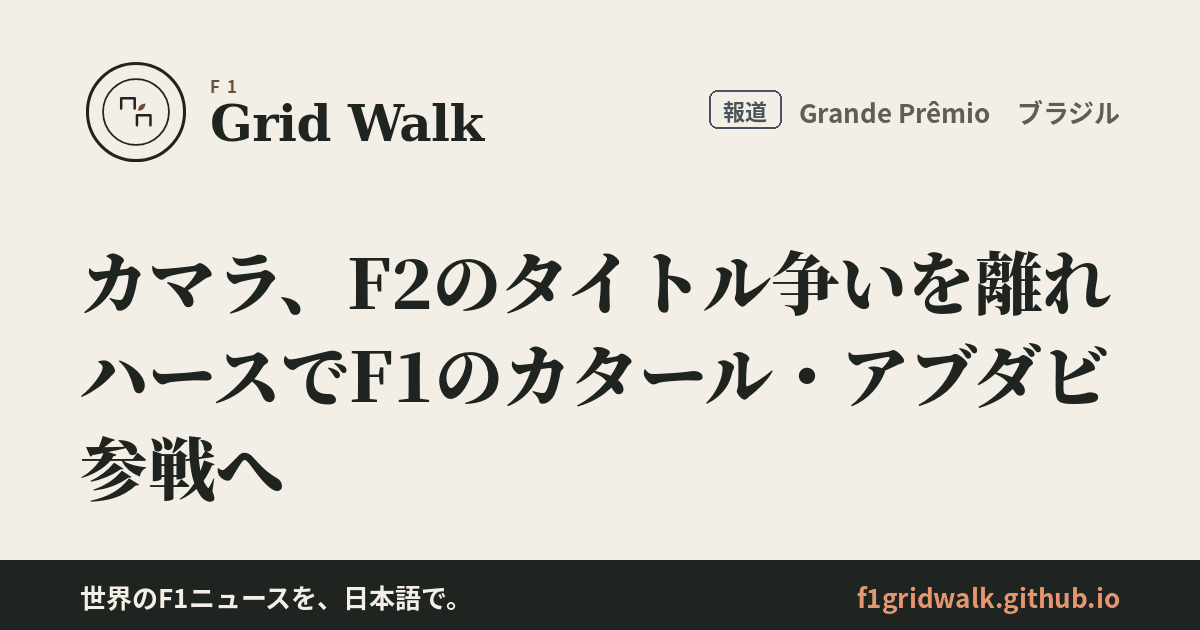 F1
Grid Walk
報道 Grande Prêmio ブラジル
カマラ、F2のタイトル争いを離れ
ハースでF1のカタール・アブダビ
参戦へ
世界のF1ニュースを、日本語で。
f1gridwalk.github.io